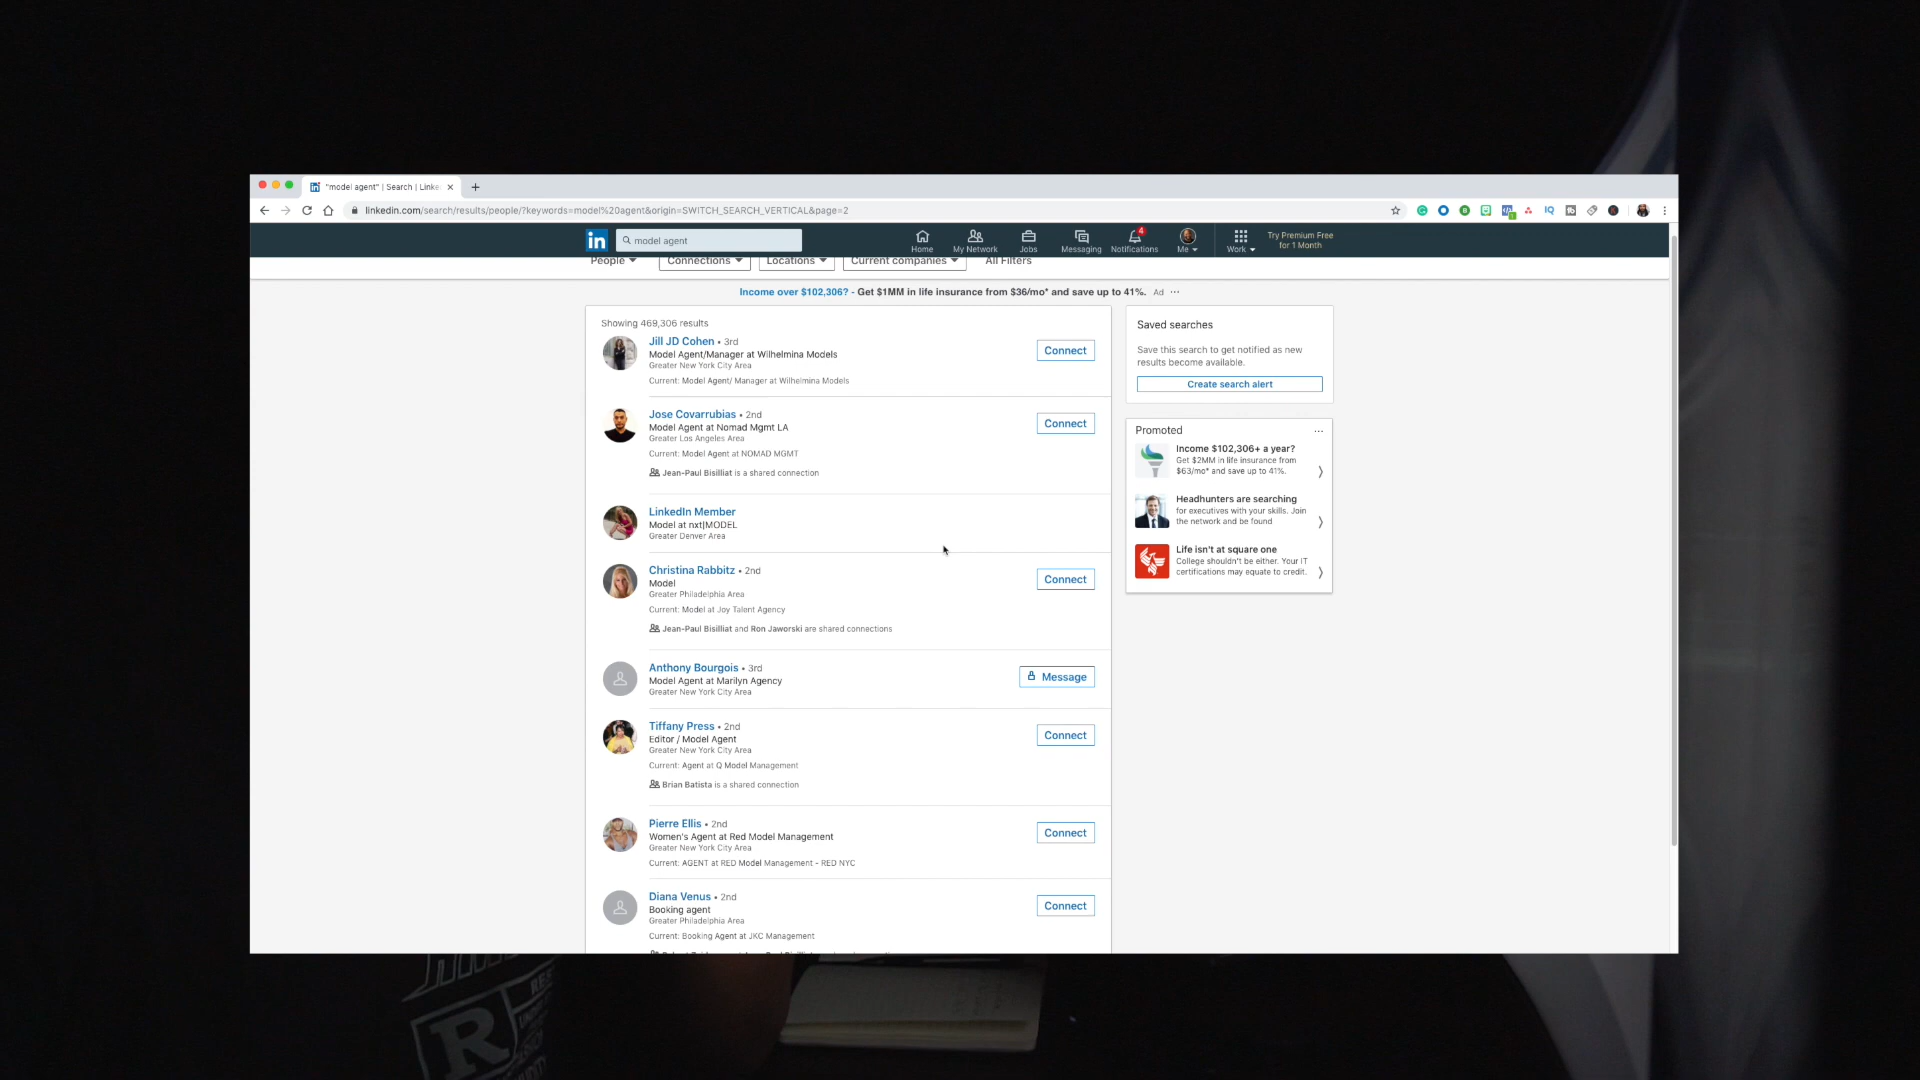 "model agent" | Search | Linke
linkedin.com/search/results/people/?keywords=model%20agent&origin=SWITCH_SEARCH_VERTICAL&page=2
in
model agent
Home
My Network
Jobs
Messaging
4
Notifications
Me
Work
Try Premium Free
for 1 Month
People
Connections
Locations
Current companies
All Filters
Income over $102,306? - Get $1MM in life insurance from $36/mo* and save up to 41%. Ad ...
Showing 469,306 results
Jill JD Cohen • 3rd
Model Agent/Manager at Wilhelmina Models
Greater New York City Area
Current: Model Agent/ Manager at Wilhelmina Models
Connect
Jose Covarrubias • 2nd
Model Agent at Nomad Mgmt LA
Greater Los Angeles Area
Current: Model Agent at NOMAD MGMT
Jean-Paul Bisilliat is a shared connection
Connect
LinkedIn Member
Model at nxt|MODEL
Greater Denver Area
Christina Rabbitz • 2nd
Model
Greater Philadelphia Area
Current: Model at Joy Talent Agency
Jean-Paul Bisilliat and Ron Jaworski are shared connections
Connect
Anthony Bourgois • 3rd
Model Agent at Marilyn Agency
Greater New York City Area
Message
Tiffany Press • 2nd
Editor / Model Agent
Greater New York City Area
Current: Agent at Q Model Management
Brian Batista is a shared connection
Connect
Pierre Ellis • 2nd
Women's Agent at Red Model Management
Greater New York City Area
Current: AGENT at RED Model Management - RED NYC
Connect
Diana Venus • 2nd
Booking agent
Greater Philadelphia Area
Current: Booking Agent at JKC Management
Connect
Saved searches
Save this search to get notified as new
results become available.
Create search alert
Promoted
...
Income $102,306+ a year?
Get $2MM in life insurance from
$63/mo* and save up to 41%.
Headhunters are searching
for executives with your skills. Join
the network and be found
Life isn't at square one
College shouldn't be either. Your IT
certifications may equate to credit.
R